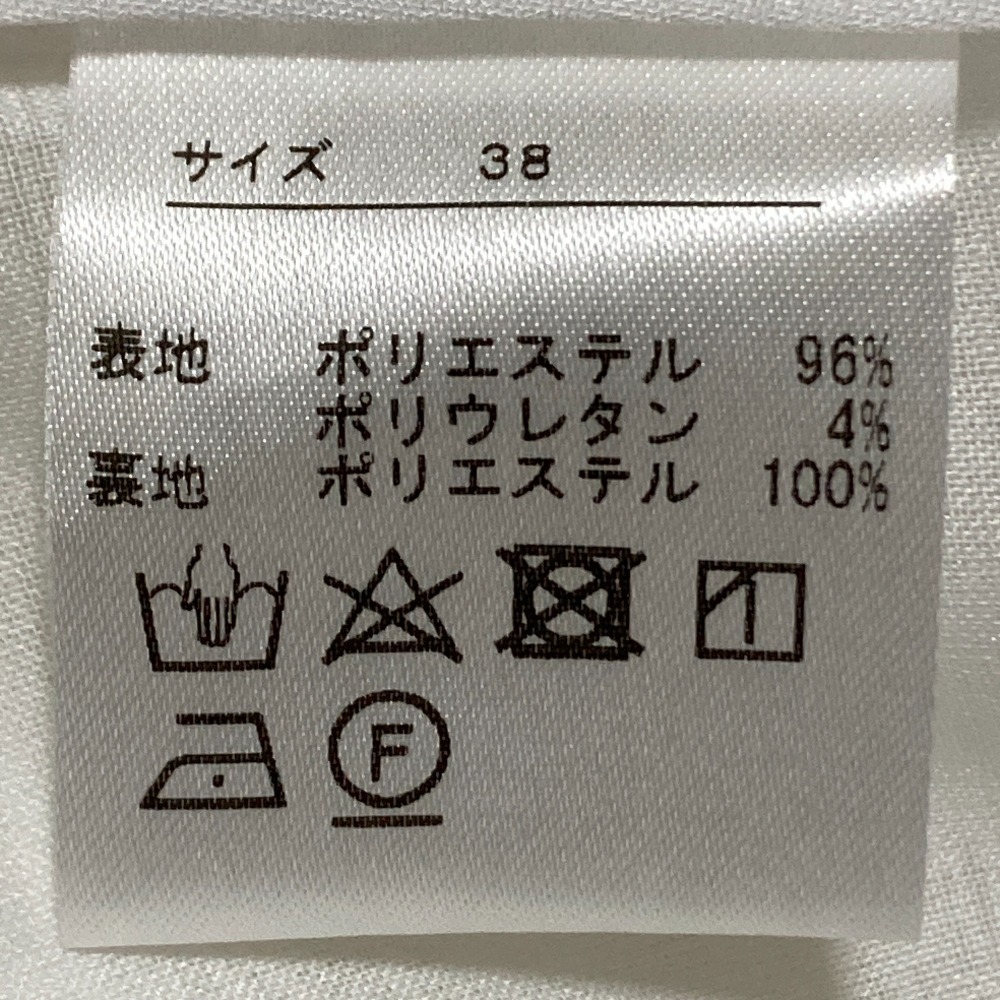 サイズ 38
表地 ポリエステル 96%
ポリウレタン 4%
裏地 ポリエステル 100%
F